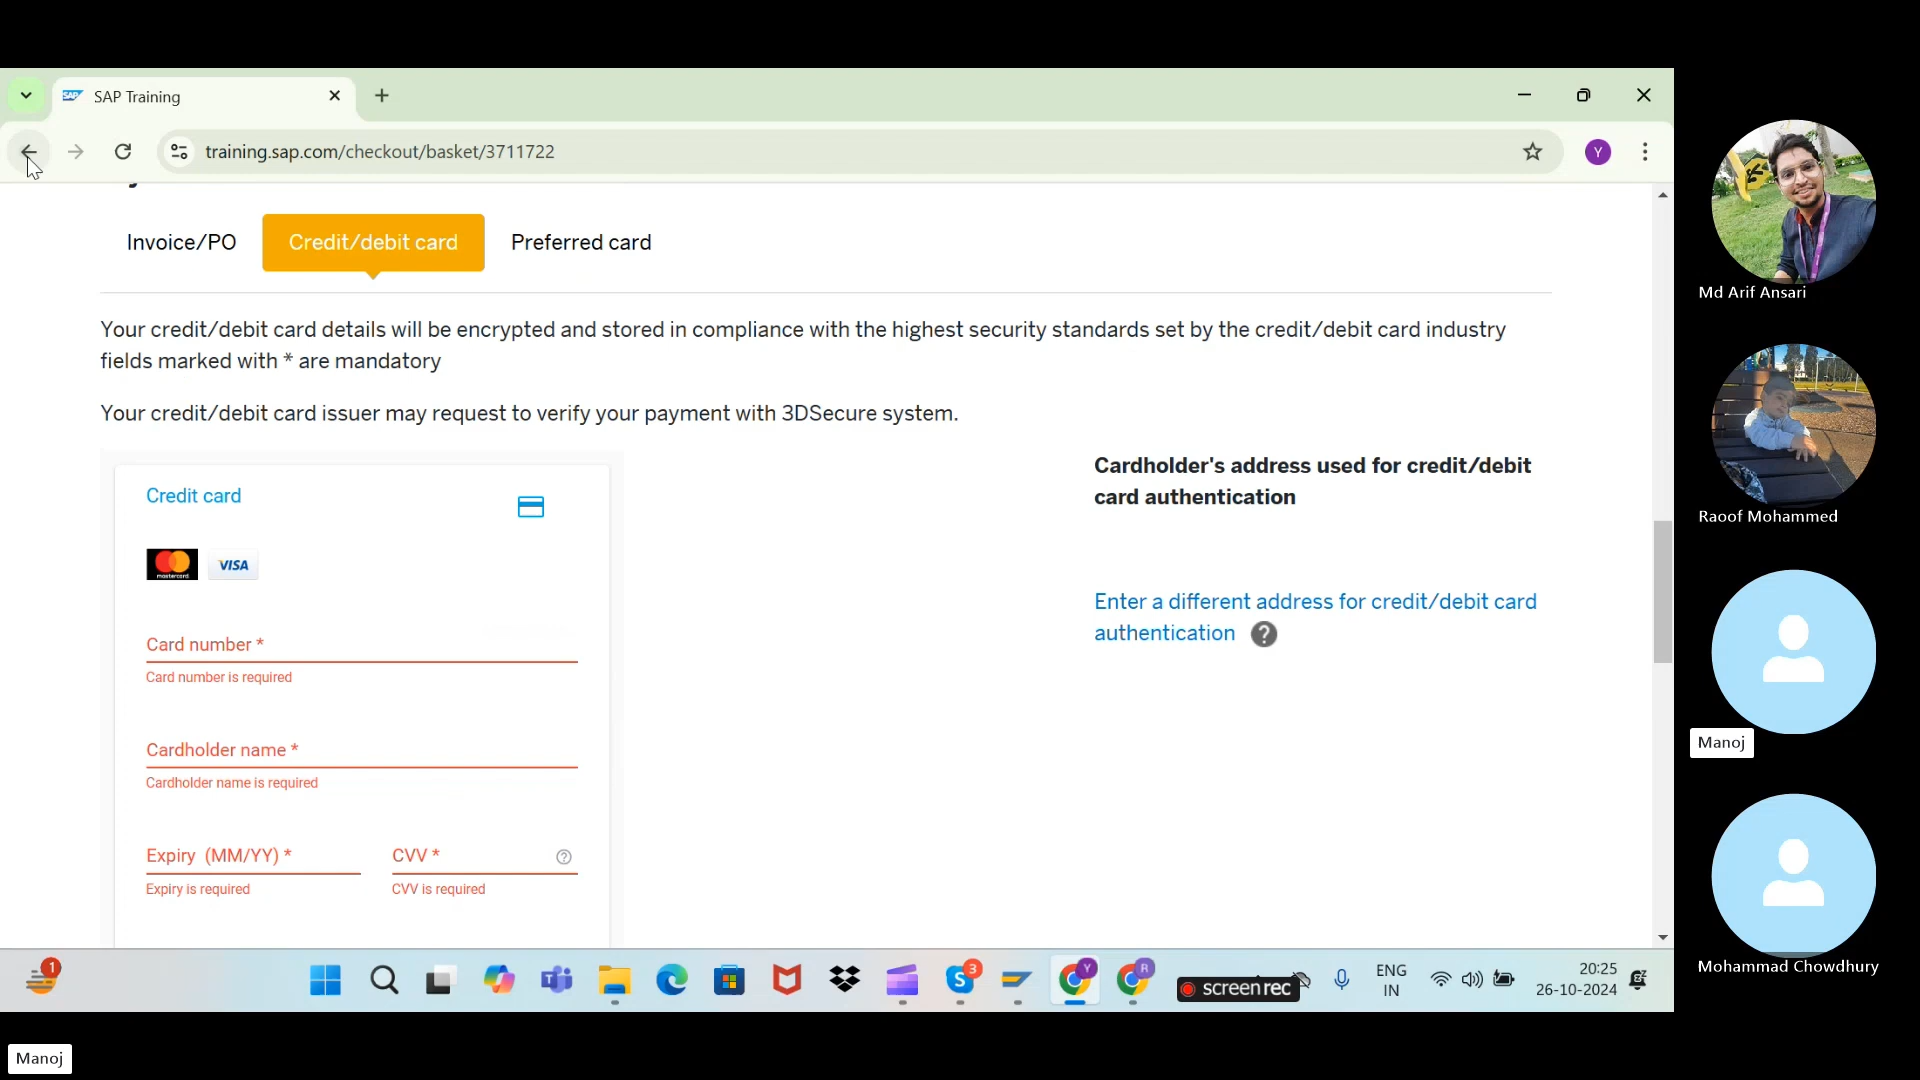 SAP SAP Training
training.sap.com/checkout/basket/3711722
Y
Invoice/PO Credit/debit card Preferred card
Your credit/debit card details will be encrypted and stored in compliance with the highest security standards set by the credit/debit card industry
fields marked with * are mandatory
Your credit/debit card issuer may request to verify your payment with 3DSecure system.
Cardholder's address used for credit/debit
card authentication
Enter a different address for credit/debit card
authentication ?
Credit card
mastercard VISA
Card number *
Card number is required
Cardholder name *
Cardholder name is required
Expiry (MM/YY) * CVV * ?
Expiry is required CVV is required
Md Arif Ansari
Raoof Mohammed
Manoj
Mohammad Chowdhury
1
T
S 3
Y
R
screenrec
ENG
IN
20:25
26-10-2024
Manoj